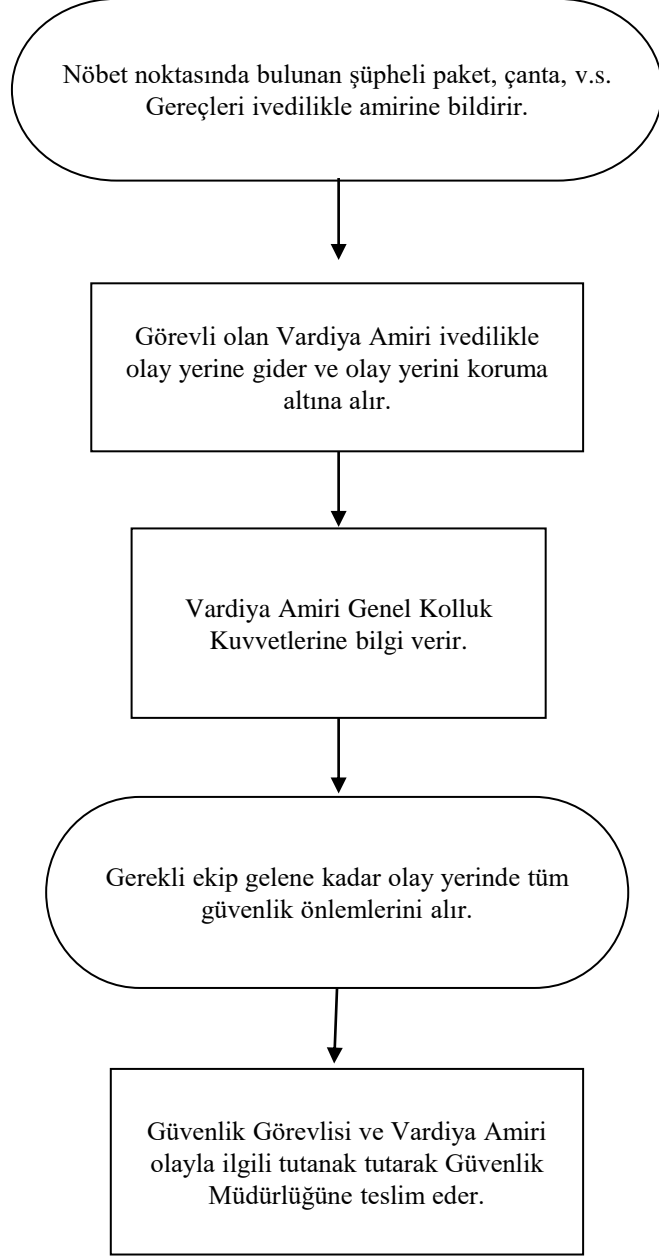 Nöbet noktasında bulunan şüpheli paket, çanta, v.s.
Gereçleri ivedilikle amirine bildirir.
Görevli olan Vardiya Amiri ivedilikle
olay yerine gider ve olay yerini koruma
altına alır.
Vardiya Amiri Genel Kolluk
Kuvvetlerine bilgi verir.
Gerekli ekip gelene kadar olay yerinde tüm
güvenlik önlemlerini alır.
Güvenlik Görevlisi ve Vardiya Amiri
olayla ilgili tutanak tutarak Güvenlik
Müdürlüğüne teslim eder.